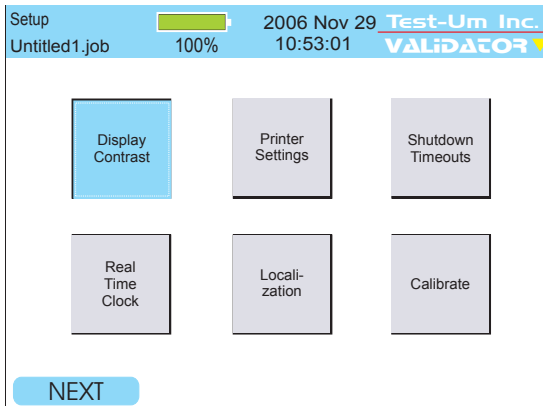 Setup
2006 Nov 29
Test-Um Inc.
Untitled1.job
100%
10:53:01
VALiDATOR
Display
Contrast
Printer
Settings
Shutdown
Timeouts
Real
Time
Clock
Locali-
zation
Calibrate
NEXT